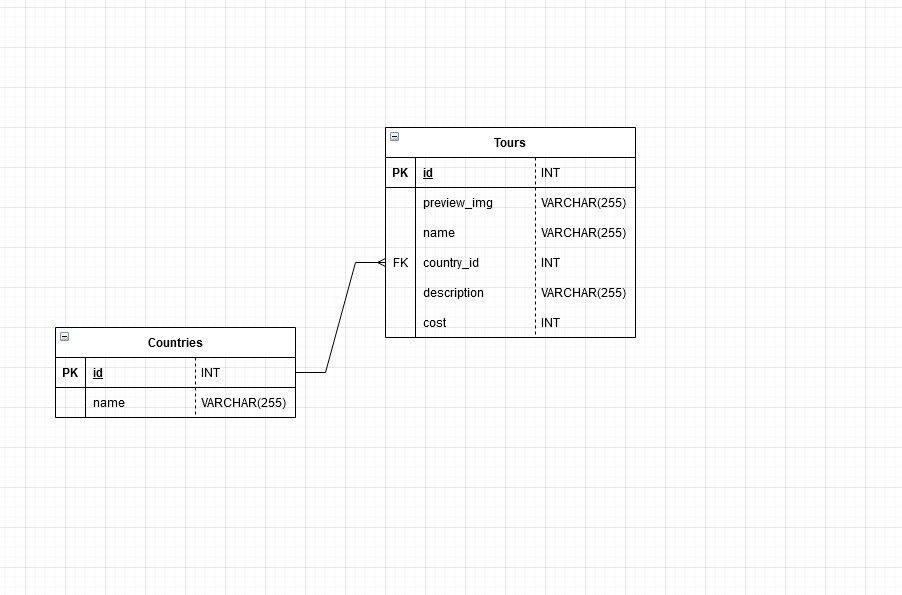 Tours
PK id INT
preview_img VARCHAR(255)
name VARCHAR(255)
FK country_id INT
description VARCHAR(255)
cost INT
Countries
PK id INT
name VARCHAR(255)